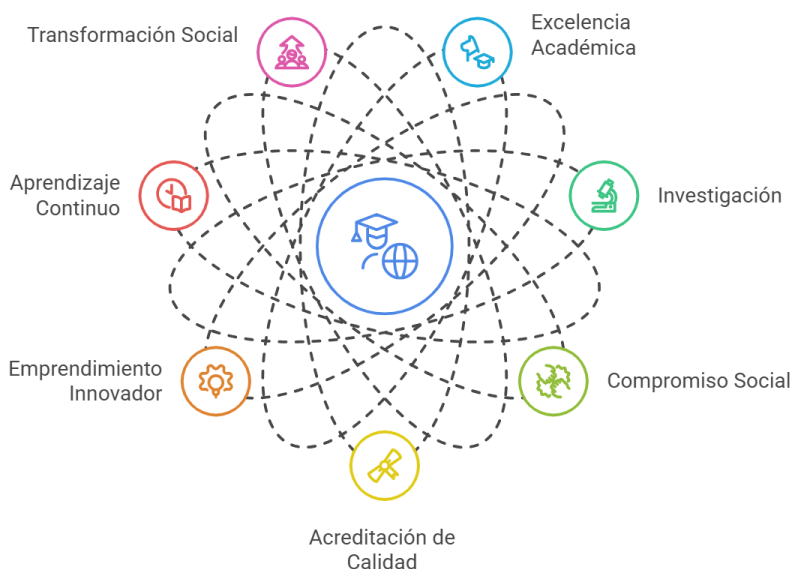 Transformación Social
Excelencia
Académica
Aprendizaje
Continuo
Investigación
Emprendimiento
Innovador
Compromiso Social
Acreditación de
Calidad